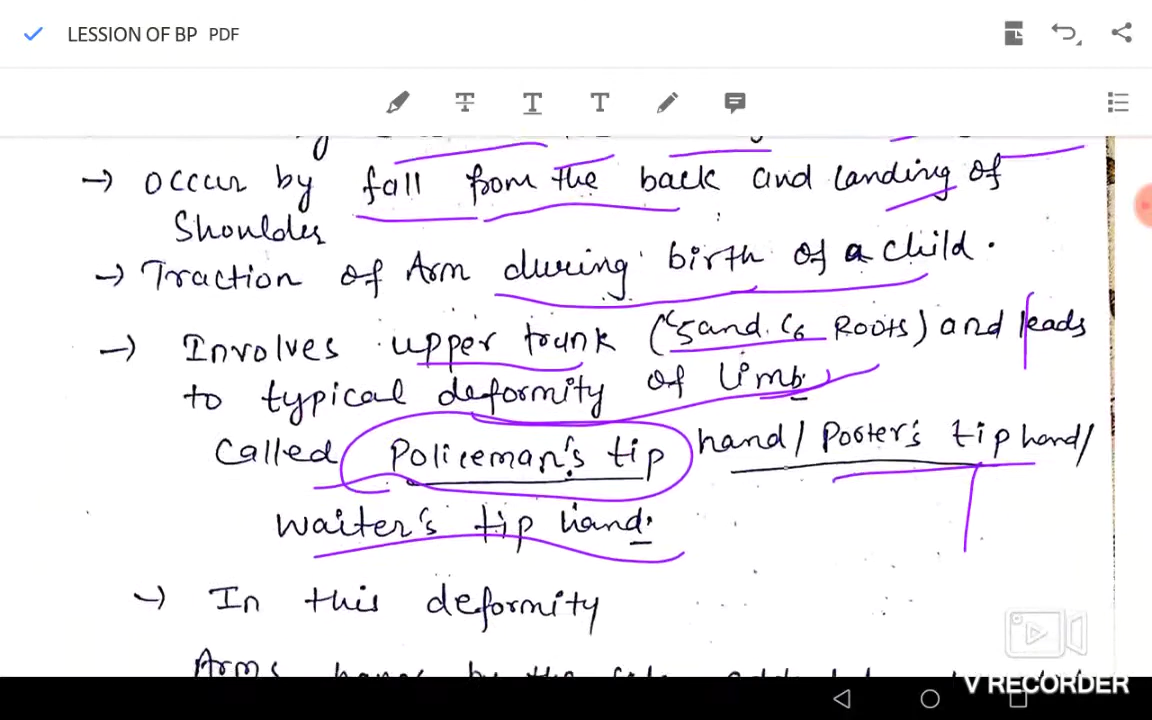 LESSION OF BP PDF
→ Occur by fall from the back and landing of
Shoulder
→ Traction of Arm during birth of a child.
→ Involves upper trunk (C5 and C6 Roots) and leads
to typical deformity of limb
Called Policeman's tip hand/ Poster's tip hand/
Waiter's tip hand.
→ In this deformity
Arms
V RECORDER